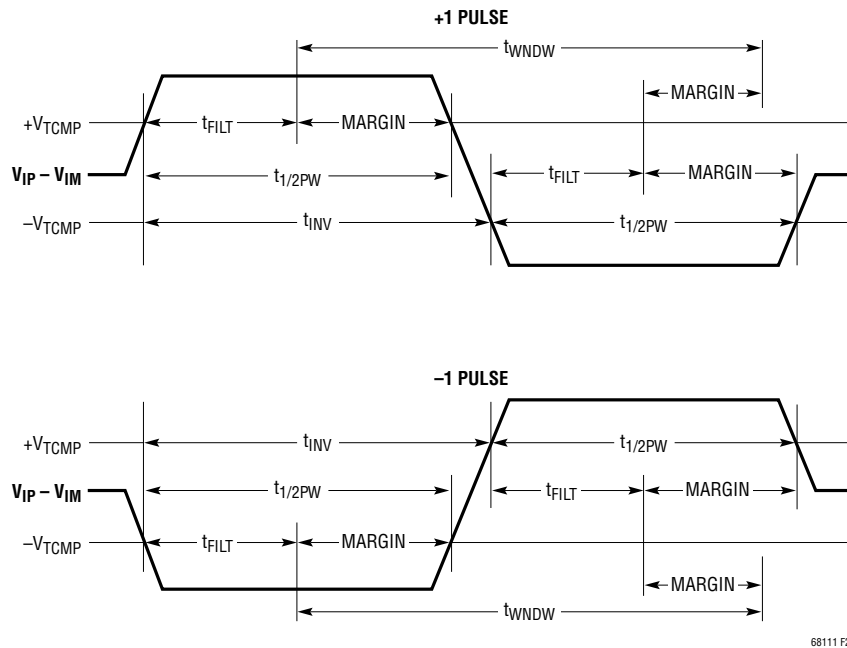 +1 PULSE
tWNDW
MARGIN
+VTCMP
tFILT
MARGIN
VIP – VIM
t1/2PW
tFILT
MARGIN
–VTCMP
tINV
t1/2PW
–1 PULSE
+VTCMP
tINV
t1/2PW
VIP – VIM
t1/2PW
tFILT
MARGIN
–VTCMP
tFILT
MARGIN
MARGIN
tWNDW